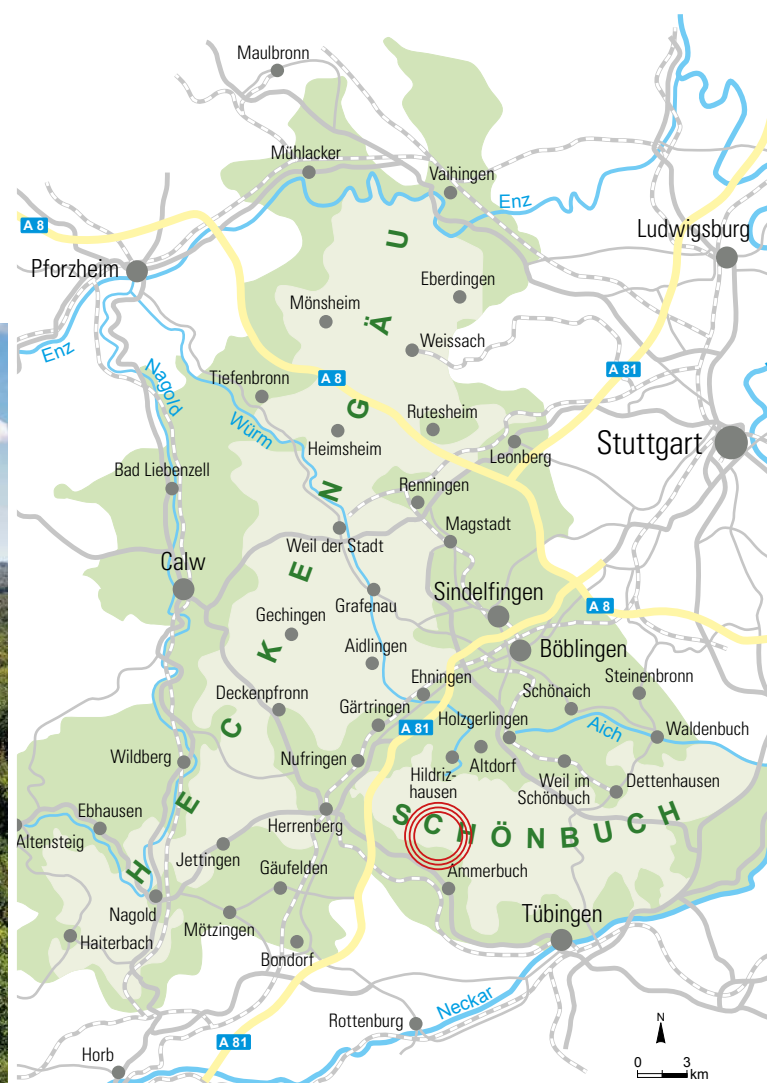 Maulbronn
Mühlacker
Vaihingen
Enz
A 8
Ludwigsburg
Pforzheim
Eberdingen
Mönsheim
Weissach
Enz
Nagold
A 81
Tiefenbronn
A 8
Würm
Rutesheim
Heimsheim
Leonberg
Stuttgart
Bad Liebenzell
Renningen
Magstadt
Weil der Stadt
Calw
Grafenau
Sindelfingen
A 8
Gechingen
Aidlingen
Böblingen
Steinenbronn
Ehningen
Schönaich
Deckenpfronn
Gärtringen
A 81
Holzgerlingen
Aich
Waldenbuch
Wildberg
Nufringen
Hildriz-
hausen
Altdorf
Weil im
Schönbuch
Dettenhausen
HECKENGÄU
SCHÖNBUCH
Ebhausen
Herrenberg
Altensteig
Jettingen
Gäufelden
Ammerbuch
Nagold
Mötzingen
Tübingen
Haiterbach
Bondorf
Neckar
Rottenburg
A 81
Horb
N
0 3
km